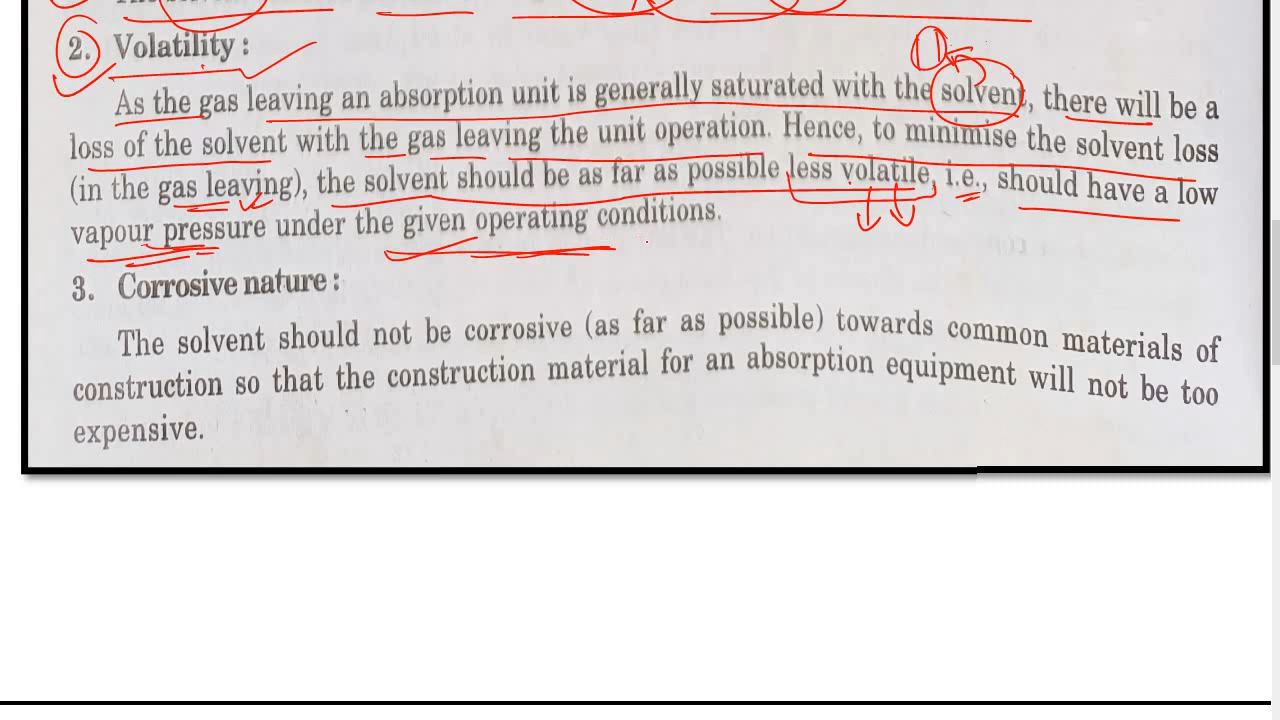 2. Volatility :
As the gas leaving an absorption unit is generally saturated with the solvent, there will be a
loss of the solvent with the gas leaving the unit operation. Hence, to minimise the solvent loss
(in the gas leaving), the solvent should be as far as possible less volatile, i.e., should have a low
vapour pressure under the given operating conditions.
3. Corrosive nature :
The solvent should not be corrosive (as far as possible) towards common materials of
construction so that the construction material for an absorption equipment will not be too
expensive.